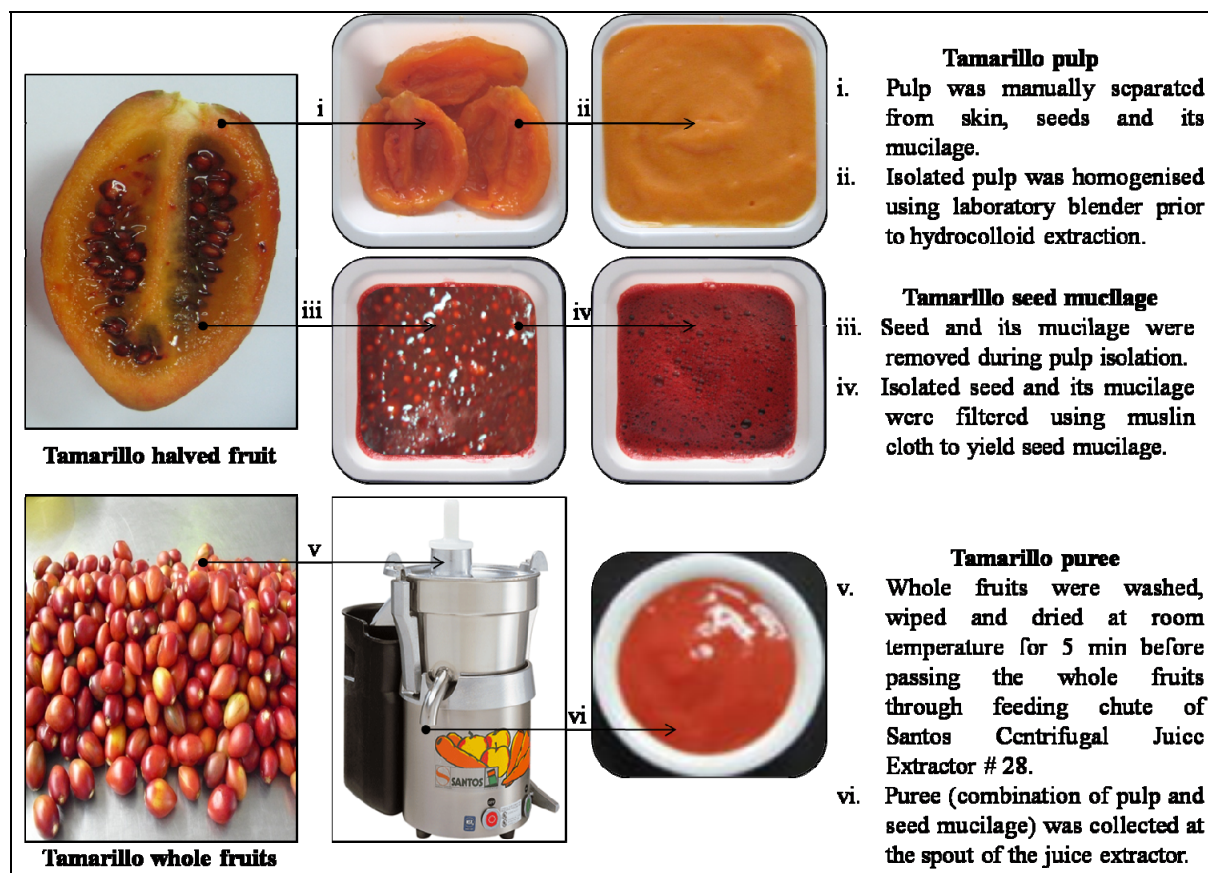 Tamarillo pulp
i. Pulp was manually separated
from skin, seeds and its
mucilage.
ii. Isolated pulp was homogenised
using laboratory blender prior
to hydrocolloid extraction.
i
ii
Tamarillo seed mucilage
iii. Seed and its mucilage were
removed during pulp isolation.
iv. Isolated seed and its mucilage
were filtered using muslin
cloth to yield seed mucilage.
iii
iv
Tamarillo halved fruit
Tamarillo puree
v. Whole fruits were washed,
wiped and dried at room
temperature for 5 min before
passing the whole fruits
through feeding chute of
Santos Centrifugal Juice
Extractor # 28.
vi. Puree (combination of pulp and
seed mucilage) was collected at
the spout of the juice extractor.
v
vi
SANTOS
Tamarillo whole fruits